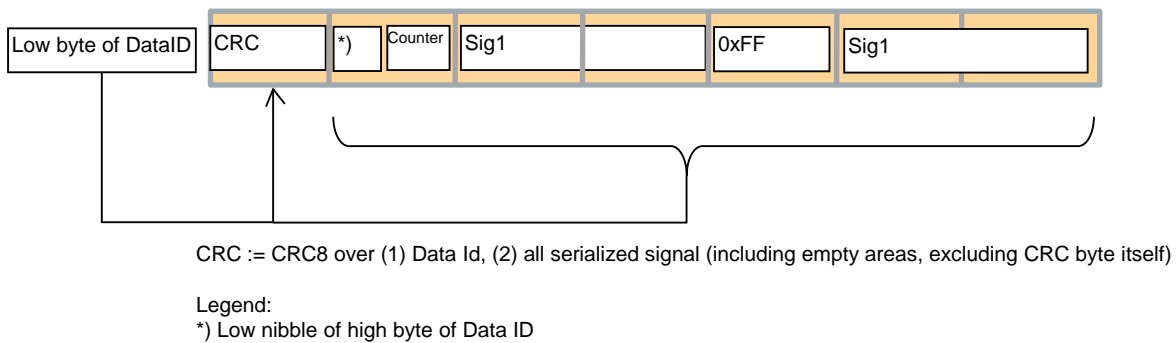 Low byte of DataID CRC *) Counter Sig1 0xFF Sig1
CRC := CRC8 over (1) Data Id, (2) all serialized signal (including empty areas, excluding CRC byte itself)
Legend:
*) Low nibble of high byte of Data ID